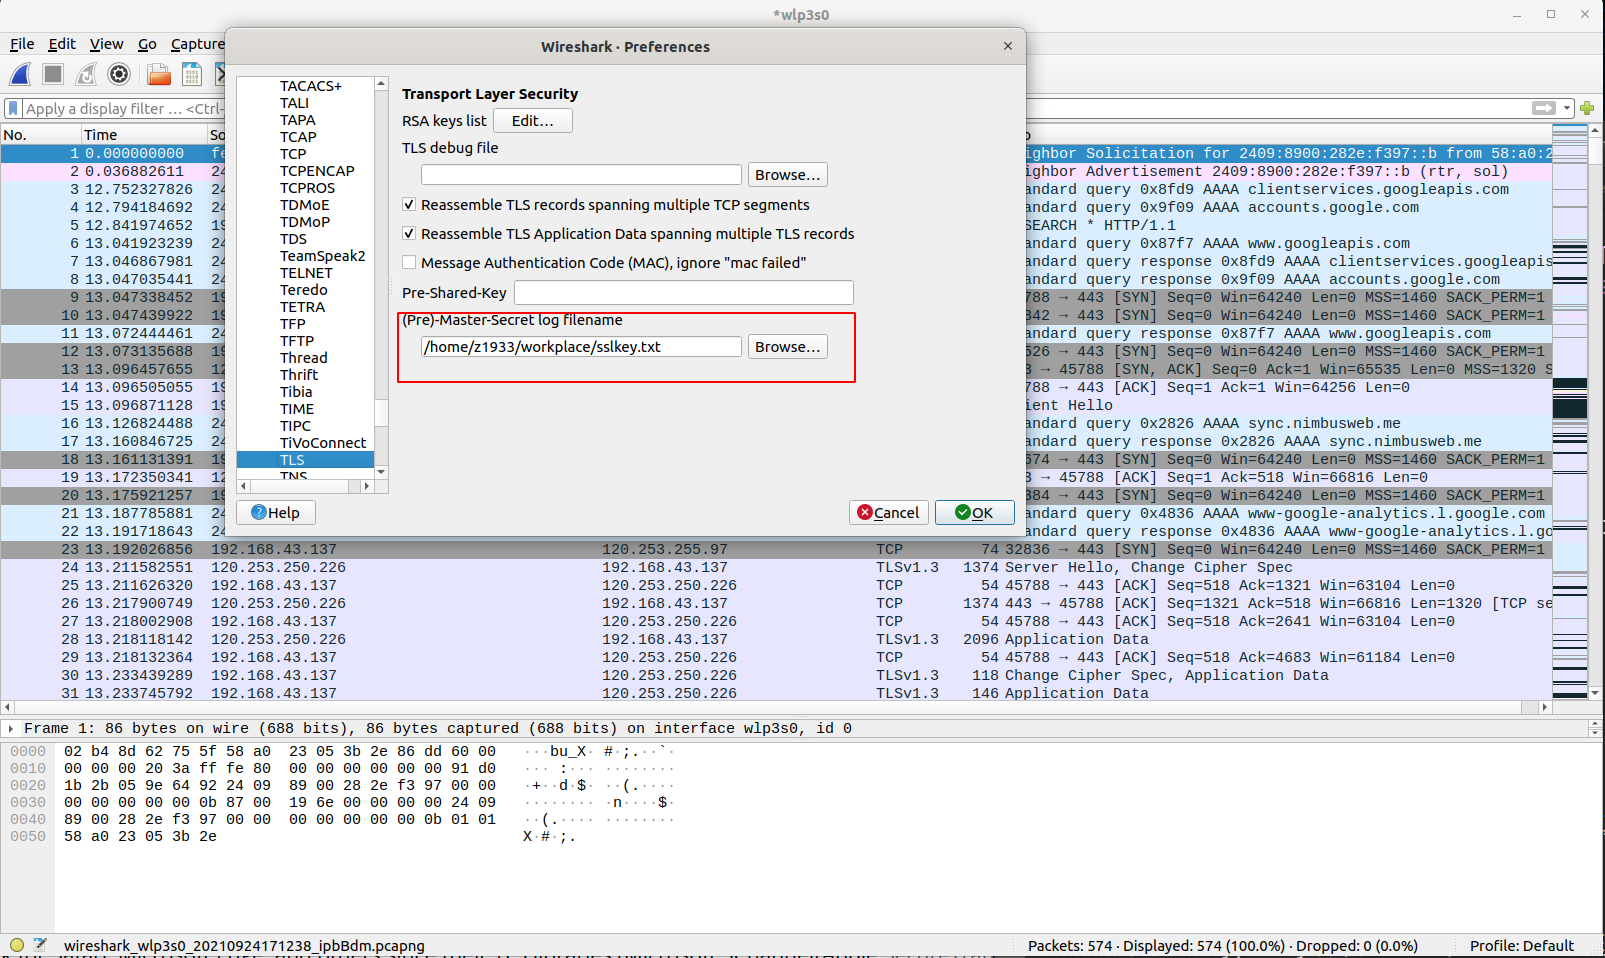 *wlp3s0
File Edit View Go Capture
Wireshark · Preferences
Apply a display filter … <Ctrl-
No. Time So
TACACS+
TALI
TAPA
TCAP
TCP
TCPENCAP
TCPROS
TDMoE
TDMoP
TDS
TeamSpeak2
TELNET
Teredo
TETRA
TFP
TFTP
Thread
Thrift
Tibia
TIME
TIPC
TiVoConnect
TLS
TNS
Transport Layer Security
RSA keys list Edit…
TLS debug file
Browse…
Reassemble TLS records spanning multiple TCP segments
Reassemble TLS Application Data spanning multiple TLS records
Message Authentication Code (MAC), ignore "mac failed"
Pre-Shared-Key
(Pre)-Master-Secret log filename
/home/z1933/workplace/sslkey.txt Browse…
Help Cancel OK
1 0.000000000 fe ighbor Solicitation for 2409:8900:282e:f397::b from 58:a0:2
2 0.036882611 24 ighbor Advertisement 2409:8900:282e:f397::b (rtr, sol)
3 12.752327826 24 andard query 0x8fd9 AAAA clientservices.googleapis.com
4 12.794184692 24 andard query 0x9f09 AAAA accounts.google.com
5 12.841974652 19 SEARCH * HTTP/1.1
6 13.041923239 24 andard query 0x87f7 AAAA www.googleapis.com
7 13.046867981 24 andard query response 0x8fd9 AAAA clientservices.googleapis
8 13.047035441 24 andard query response 0x9f09 AAAA accounts.google.com
9 13.047338452 19 788 → 443 [SYN] Seq=0 Win=64240 Len=0 MSS=1460 SACK_PERM=1
10 13.047439922 19 842 → 443 [SYN] Seq=0 Win=64240 Len=0 MSS=1460 SACK_PERM=1
11 13.072444461 24 andard query response 0x87f7 AAAA www.googleapis.com
12 13.073135688 19 526 → 443 [SYN] Seq=0 Win=64240 Len=0 MSS=1460 SACK_PERM=1
13 13.096457655 12 3 → 45788 [SYN, ACK] Seq=0 Ack=1 Win=65535 Len=0 MSS=1320 S
14 13.096505055 19 788 → 443 [ACK] Seq=1 Ack=1 Win=64256 Len=0
15 13.096871128 19 ient Hello
16 13.126824488 24 andard query 0x2826 AAAA sync.nimbusweb.me
17 13.160846725 24 andard query response 0x2826 AAAA sync.nimbusweb.me
18 13.161131391 19 674 → 443 [SYN] Seq=0 Win=64240 Len=0 MSS=1460 SACK_PERM=1
19 13.172350341 12 3 → 45788 [ACK] Seq=1 Ack=518 Win=66816 Len=0
20 13.175921257 19 384 → 443 [SYN] Seq=0 Win=64240 Len=0 MSS=1460 SACK_PERM=1
21 13.187785881 24 andard query 0x4836 AAAA www-google-analytics.l.google.com
22 13.191718643 24 andard query response 0x4836 AAAA www-google-analytics.l.go
23 13.192026856 192.168.43.137 120.253.255.97 TCP 74 32836 → 443 [SYN] Seq=0 Win=64240 Len=0 MSS=1460 SACK_PERM=1
24 13.211582551 120.253.250.226 192.168.43.137 TLSv1.3 1374 Server Hello, Change Cipher Spec
25 13.211626320 192.168.43.137 120.253.250.226 TCP 54 45788 → 443 [ACK] Seq=518 Ack=1321 Win=63104 Len=0
26 13.217900749 120.253.250.226 192.168.43.137 TCP 1374 443 → 45788 [ACK] Seq=1321 Ack=518 Win=66816 Len=1320 [TCP se
27 13.218002908 192.168.43.137 120.253.250.226 TCP 54 45788 → 443 [ACK] Seq=518 Ack=2641 Win=63104 Len=0
28 13.218118142 120.253.250.226 192.168.43.137 TLSv1.3 2096 Application Data
29 13.218132364 192.168.43.137 120.253.250.226 TCP 54 45788 → 443 [ACK] Seq=518 Ack=4683 Win=61184 Len=0
30 13.233439289 192.168.43.137 120.253.250.226 TLSv1.3 118 Change Cipher Spec, Application Data
31 13.233745792 192.168.43.137 120.253.250.226 TLSv1.3 146 Application Data
Frame 1: 86 bytes on wire (688 bits), 86 bytes captured (688 bits) on interface wlp3s0, id 0
0000 02 b4 8d 62 75 5f 58 a0 23 05 3b 2e 86 dd 60 00 ···bu_X· #·;.··`·
0010 00 00 00 20 3a ff fe 80 00 00 00 00 00 00 91 d0 ··· :··· ········
0020 1b 2b 05 9e 64 92 24 09 89 00 28 2e f3 97 00 00 ·+··d·$· ··(.····
0030 00 00 00 00 00 0b 87 00 19 6e 00 00 00 00 24 09 ········ ·n····$·
0040 89 00 28 2e f3 97 00 00 00 00 00 00 00 0b 01 01 ··(.···· ········
0050 58 a0 23 05 3b 2e X·#·;.
wireshark_wlp3s0_20210924171238_ipbBdm.pcapng Packets: 574 · Displayed: 574 (100.0%) · Dropped: 0 (0.0%) Profile: Default